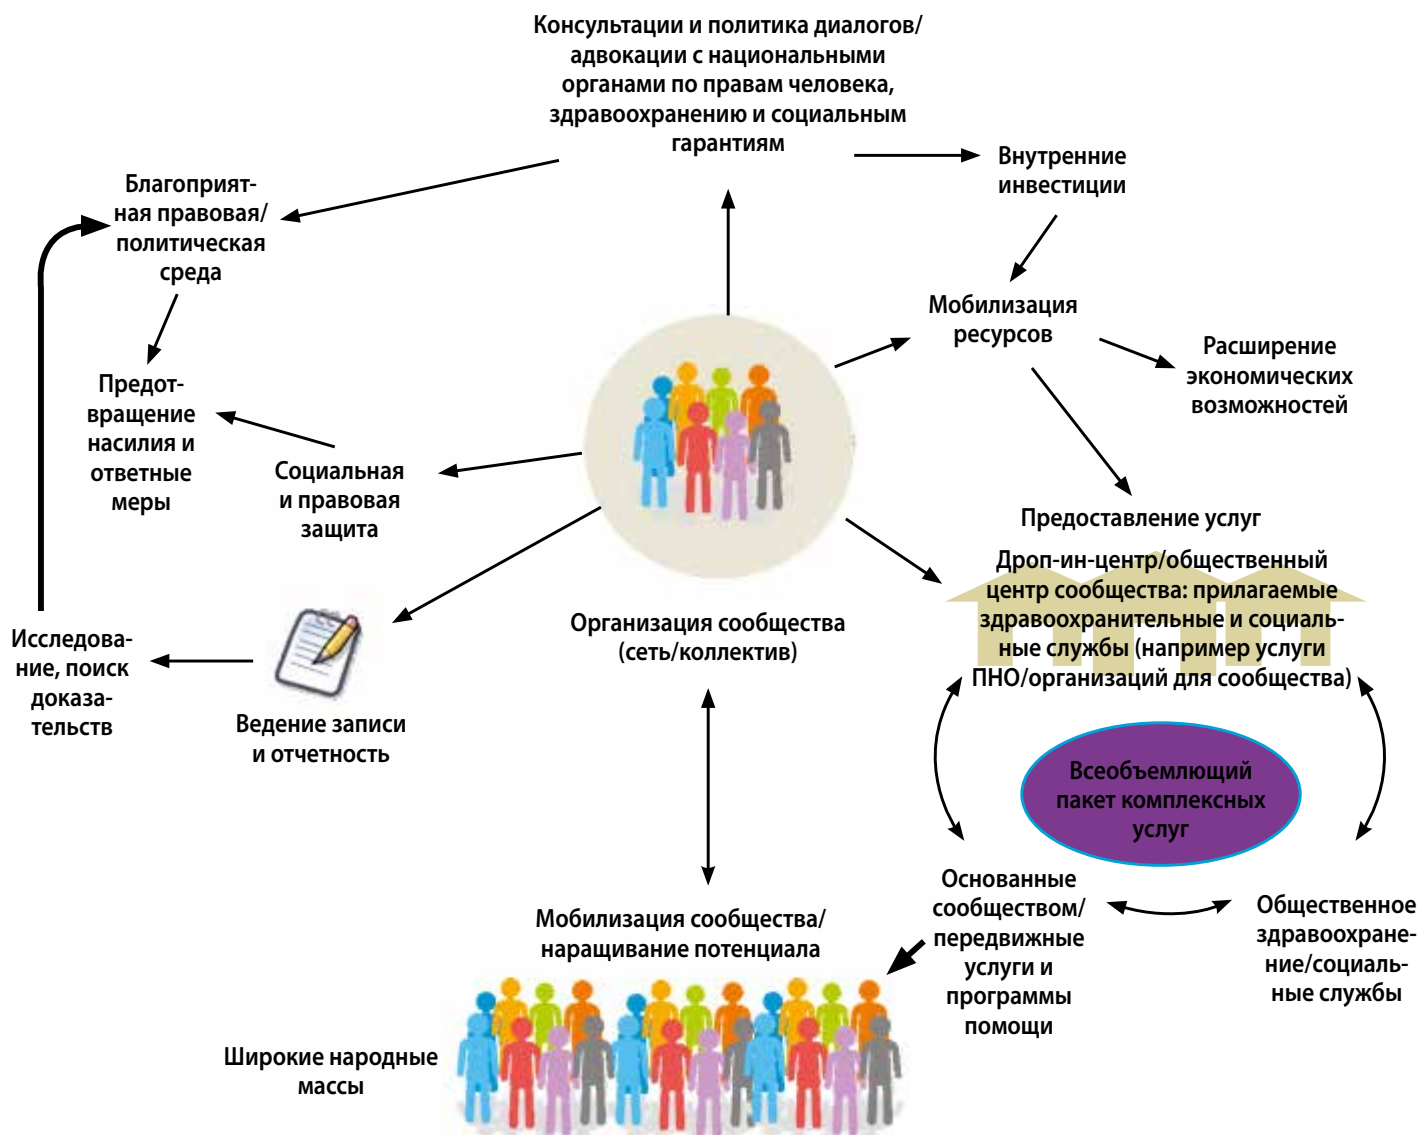 Консультации и политика диалогов/
адвокации с национальными
органами по правам человека,
здравоохранению и социальным
гарантиям
Внутренние
инвестиции
Благоприят-
ная правовая/
политическая
среда
Мобилизация
ресурсов
Расширение
экономических
возможностей
Предот-
вращение
насилия и
ответные
меры
Социальная
и правовая
защита
Предоставление услуг
Дроп-ин-центр/общественный
центр сообщества: прилагаемые
здравоохранительные и социаль-
ные службы (например услуги
ПНО/организаций для сообщества)
Организация сообщества
(сеть/коллектив)
Исследова-
ние, поиск
доказа-
тельств
Ведение записи
и отчетность
Всеобъемлющий
пакет комплексных
услуг
Основанные
сообществом/
передвижные
услуги и
программы
помощи
Общественное
здравоохране-
ние/социаль-
ные службы
Мобилизация сообщества/
наращивание потенциала
Широкие народные
массы